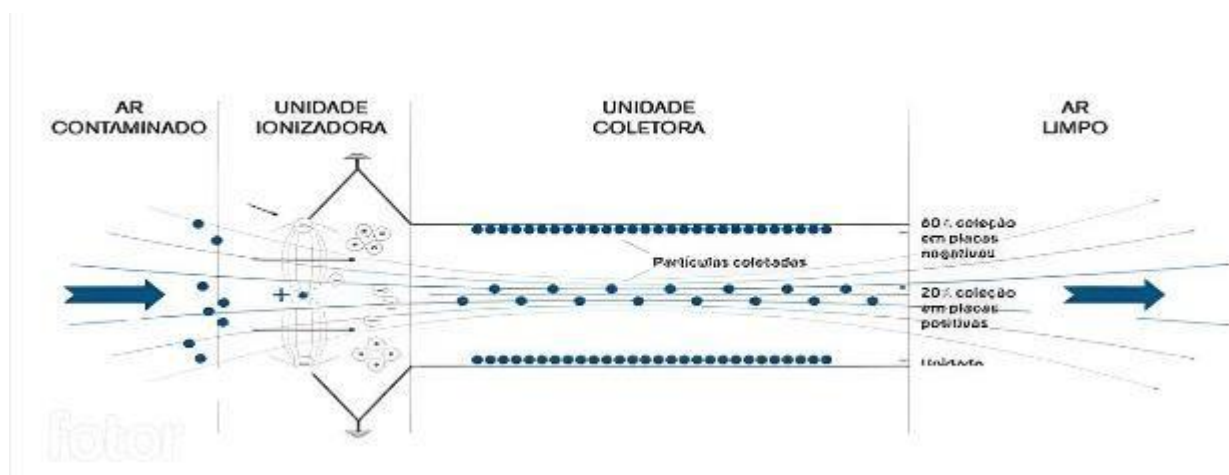 AR
CONTAMINADO
UNIDADE
IONIZADORA
UNIDADE
COLETORA
AR
LIMPO
80% coleção
em placas
negativas
Partículas coletadas
+
20% coleção
em placas
positivas
fotor